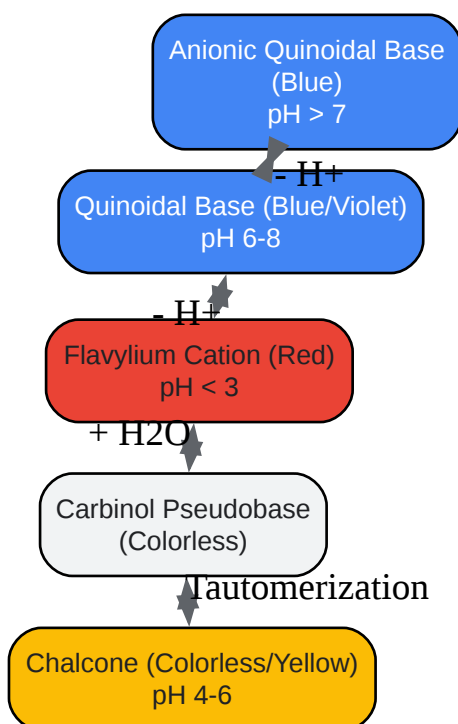 Anionic Quinoidal Base
(Blue)
pH > 7
- H+
Quinoidal Base (Blue/Violet)
pH 6-8
- H+
Flavylium Cation (Red)
pH < 3
+ H2O
Carbinol Pseudobase
(Colorless)
Tautomerization
Chalcone (Colorless/Yellow)
pH 4-6